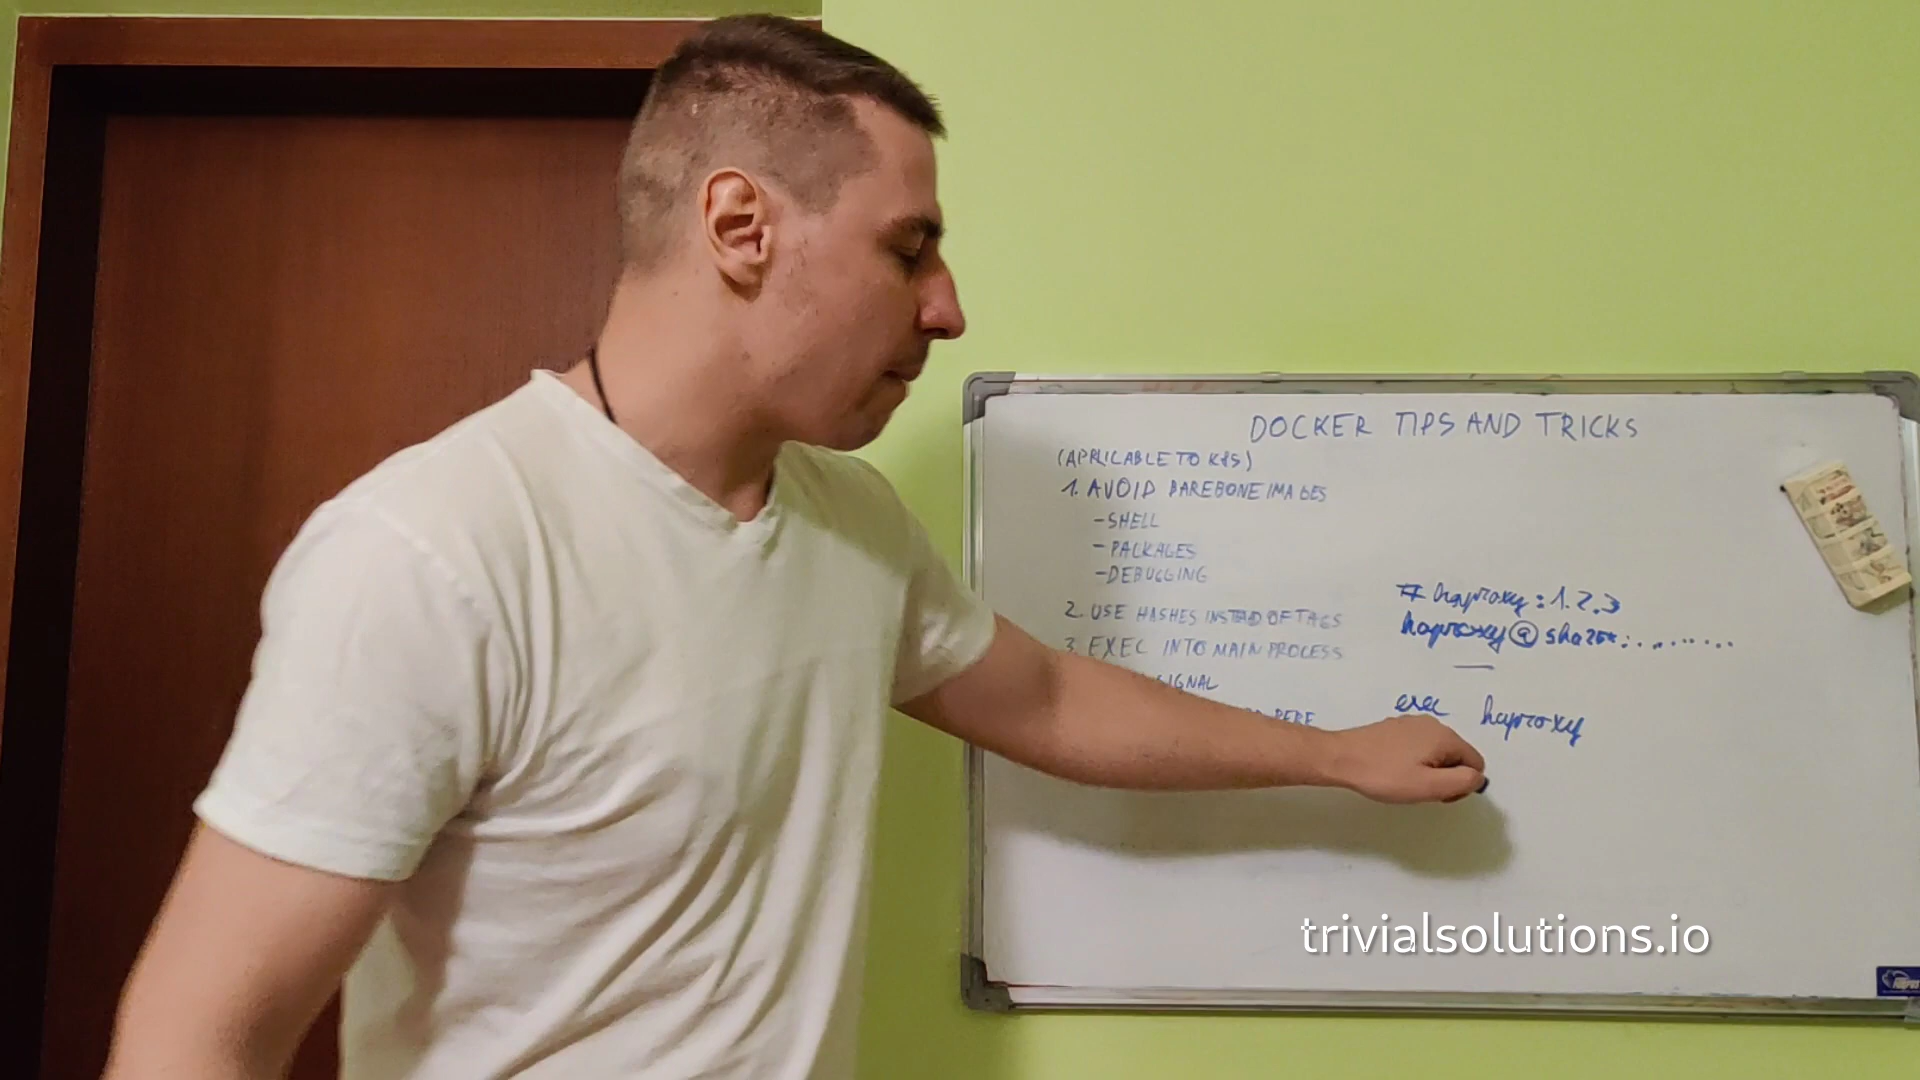 DOCKER TIPS AND TRICKS
(APPLICABLE TO K8S)
1. AVOID BAREBONE IMAGES
-SHELL
-PACKAGES
-DEBUGGING
2. USE HASHES INSTEAD OF TAGS
3. EXEC INTO MAIN PROCESS
SIGNAL
# haproxy:1.2.3
haproxy@sha256:.........
exec haproxy
trivialsolutions.io